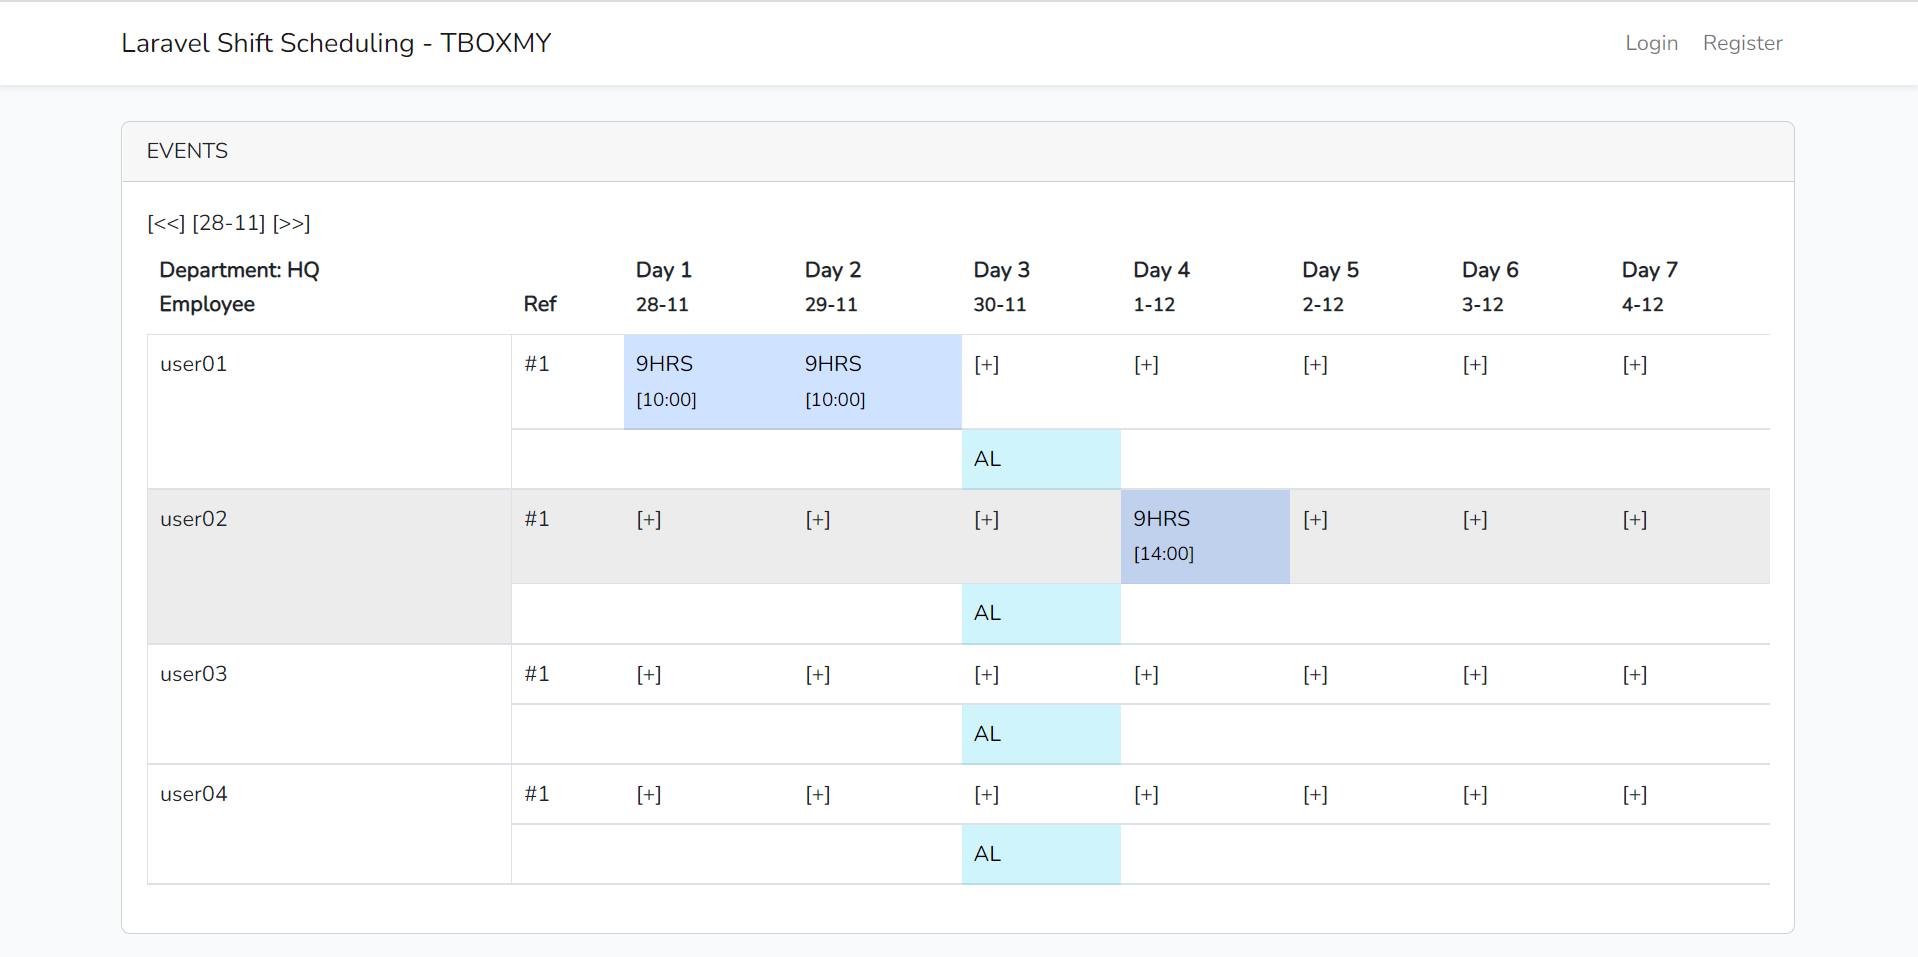 Laravel Shift Scheduling - TBOXMY Login Register
EVENTS
[<<] [28-11] [>>]
Department: HQ Day 1 Day 2 Day 3 Day 4 Day 5 Day 6 Day 7
Employee Ref 28-11 29-11 30-11 1-12 2-12 3-12 4-12
user01 #1 9HRS 9HRS [+] [+] [+] [+] [+]
[10:00] [10:00]
AL
user02 #1 [+] [+] [+] 9HRS [+] [+] [+]
[14:00]
AL
user03 #1 [+] [+] [+] [+] [+] [+] [+]
AL
user04 #1 [+] [+] [+] [+] [+] [+] [+]
AL